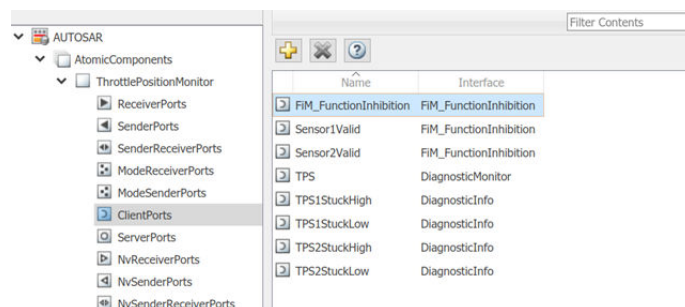 Filter Contents
AUTOSAR
AtomicComponents
ThrottlePositionMonitor
ReceiverPorts
SenderPorts
SenderReceiverPorts
ModeReceiverPorts
ModeSenderPorts
ClientPorts
ServerPorts
NvReceiverPorts
NvSenderPorts
NvSenderReceiverPorts
Name Interface
FiM_FunctionInhibition FiM_FunctionInhibition
Sensor1Valid FiM_FunctionInhibition
Sensor2Valid FiM_FunctionInhibition
TPS DiagnosticMonitor
TPS1StuckHigh DiagnosticInfo
TPS1StuckLow DiagnosticInfo
TPS2StuckHigh DiagnosticInfo
TPS2StuckLow DiagnosticInfo